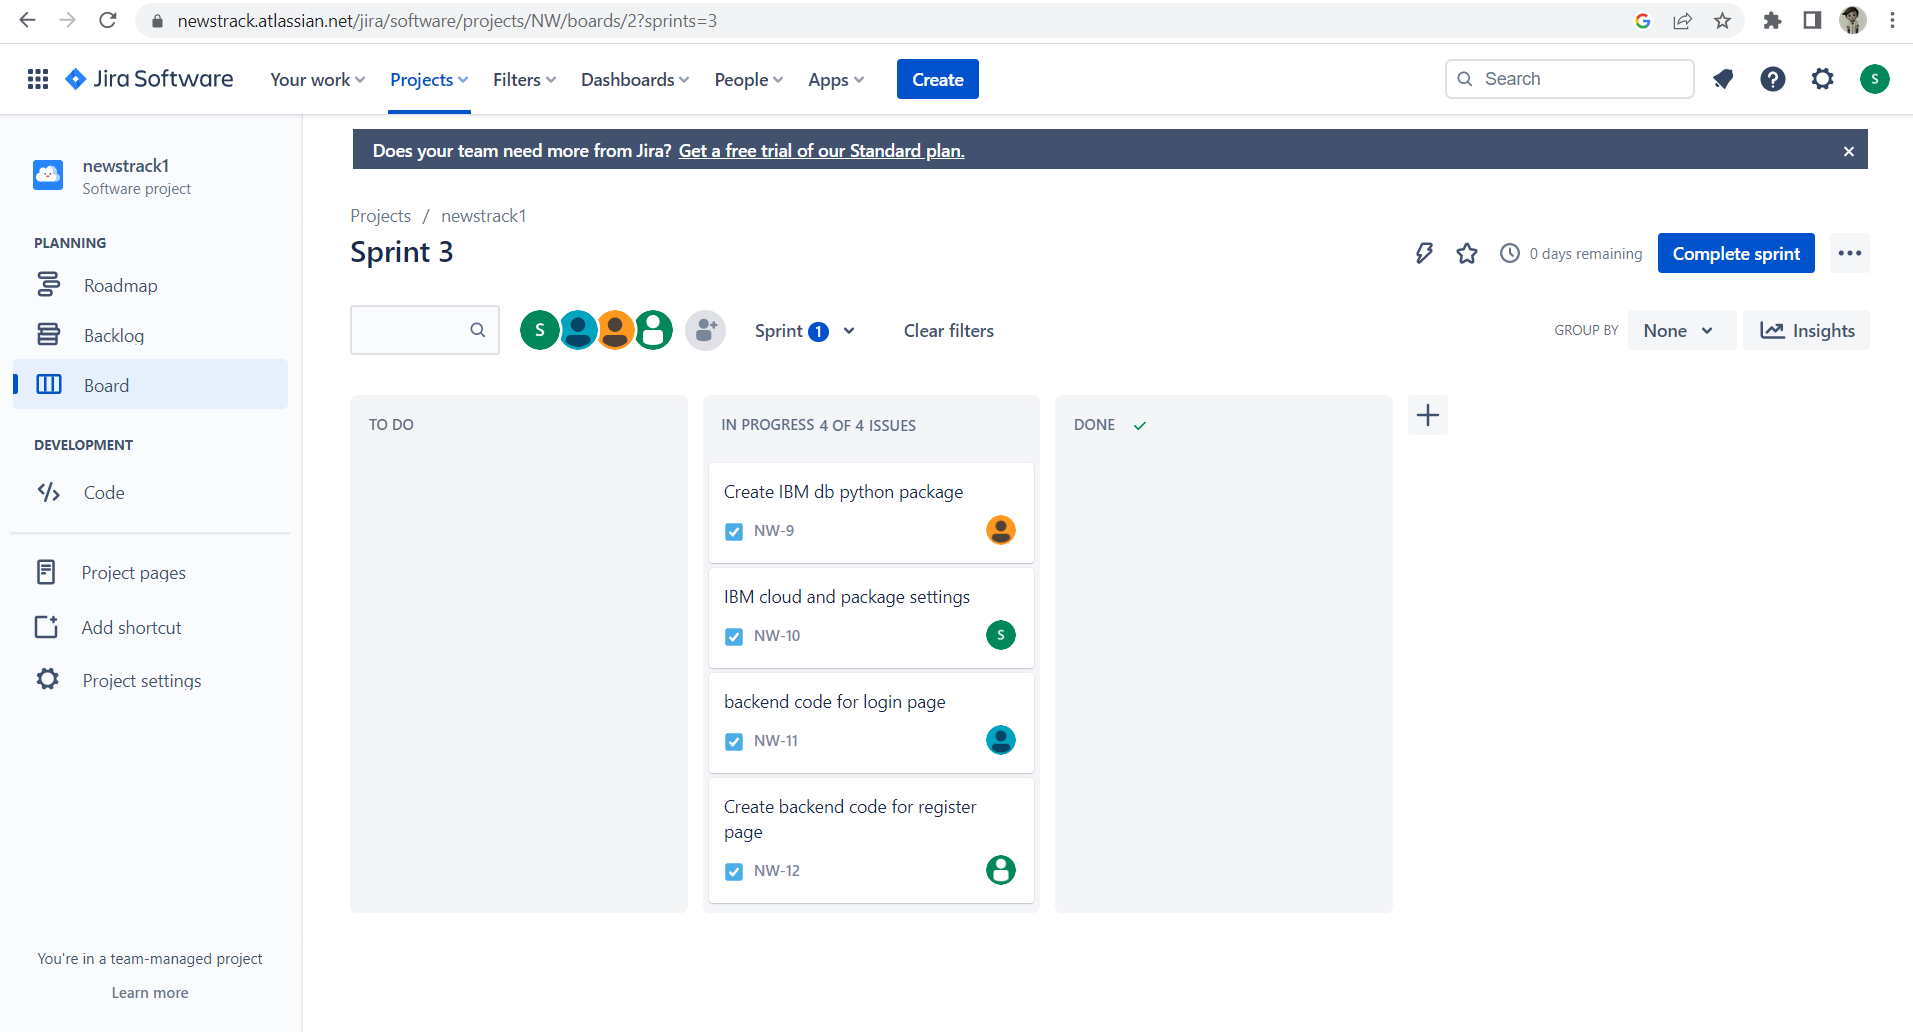 newstrack.atlassian.net/jira/software/projects/NW/boards/2?sprints=3
Jira Software
Your work
Projects
Filters
Dashboards
People
Apps
Create
Search
S
newstrack1
Software project
PLANNING
Roadmap
Backlog
Board
DEVELOPMENT
Code
Project pages
Add shortcut
Project settings
You're in a team-managed project
Learn more
Does your team need more from Jira? Get a free trial of our Standard plan.
Projects / newstrack1
Sprint 3
0 days remaining
Complete sprint
S
Sprint 1
Clear filters
GROUP BY
None
Insights
TO DO
IN PROGRESS 4 OF 4 ISSUES
Create IBM db python package
NW-9
IBM cloud and package settings
NW-10
S
backend code for login page
NW-11
Create backend code for register
page
NW-12
DONE